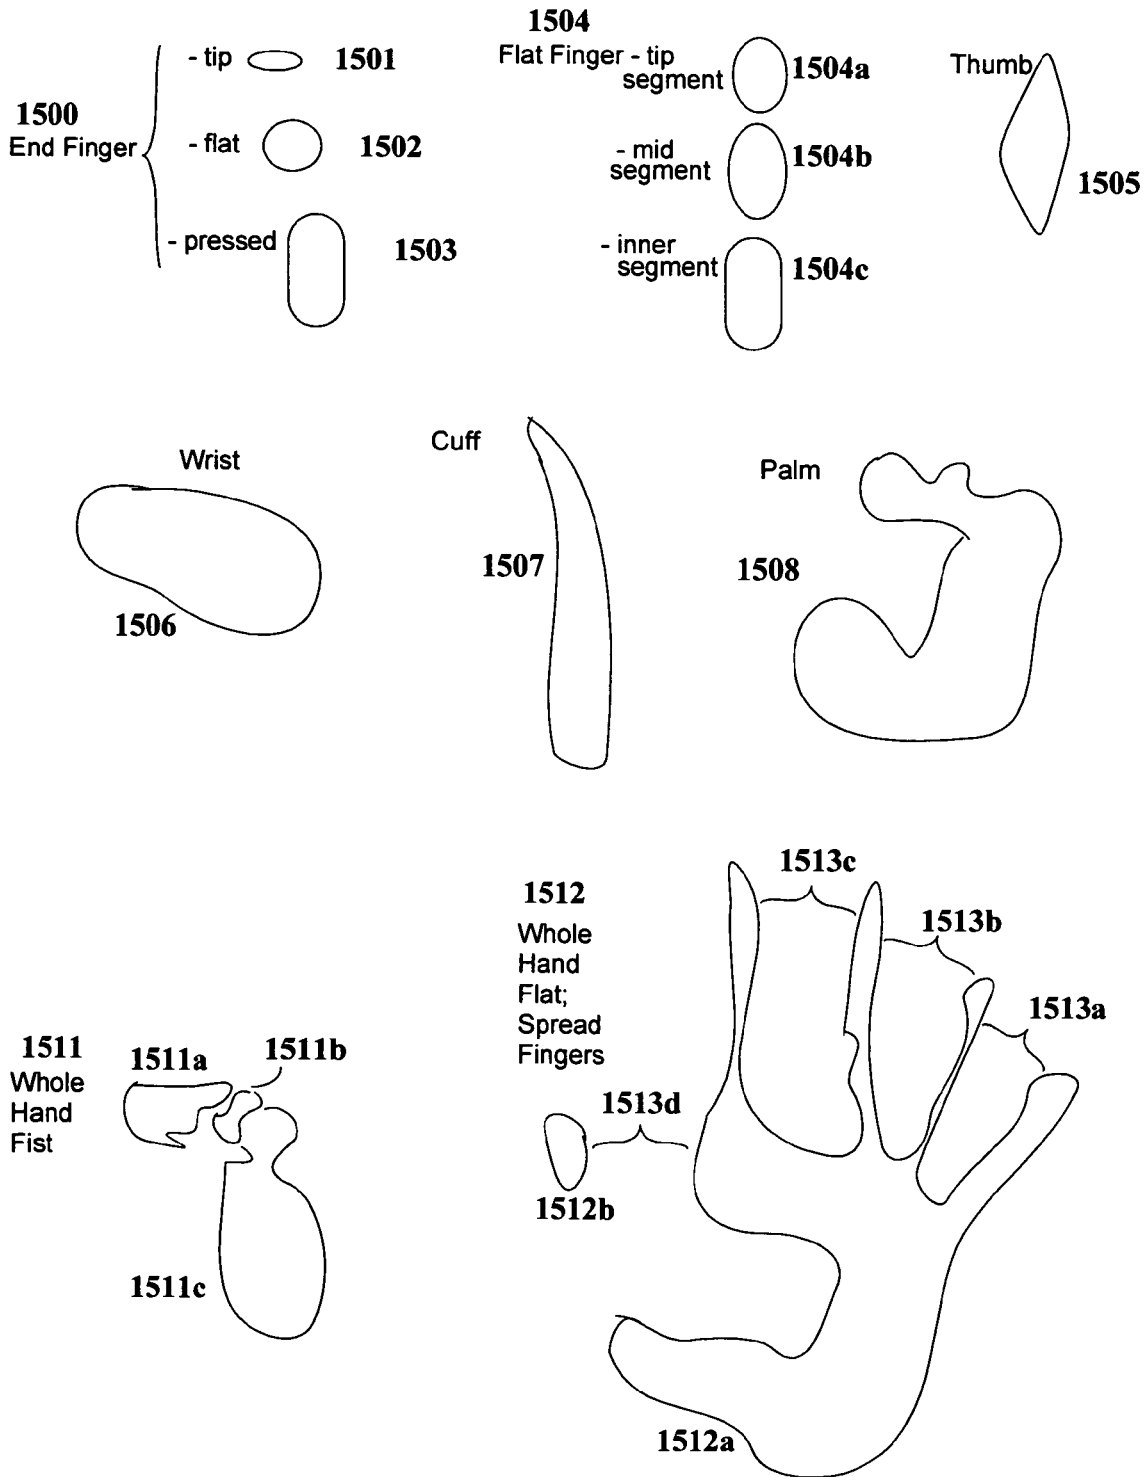 1500
End Finger
- tip 1501
- flat 1502
- pressed 1503
1504
Flat Finger - tip
segment 1504a
- mid
segment 1504b
- inner
segment 1504c
Thumb
1505
Wrist
1506
Cuff
1507
Palm
1508
1511
Whole
Hand
Fist
1511a
1511b
1511c
1512
Whole
Hand
Flat;
Spread
Fingers
1513c
1513b
1513a
1513d
1512b
1512a